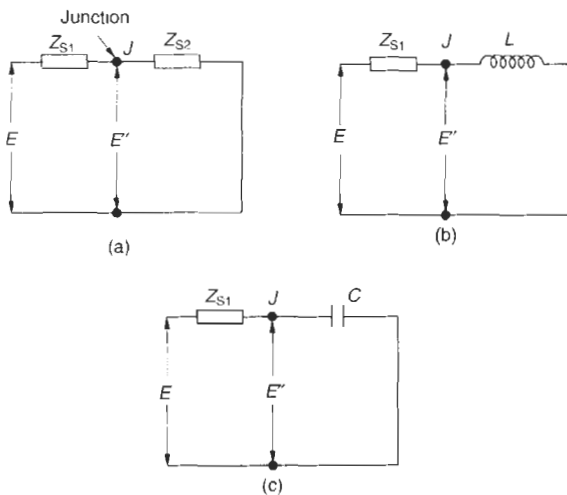 Junction
Z_S1 J Z_S2
E E″
(a)
Z_S1 J L
E E″
(b)
Z_S1 J C
E E″
(c)